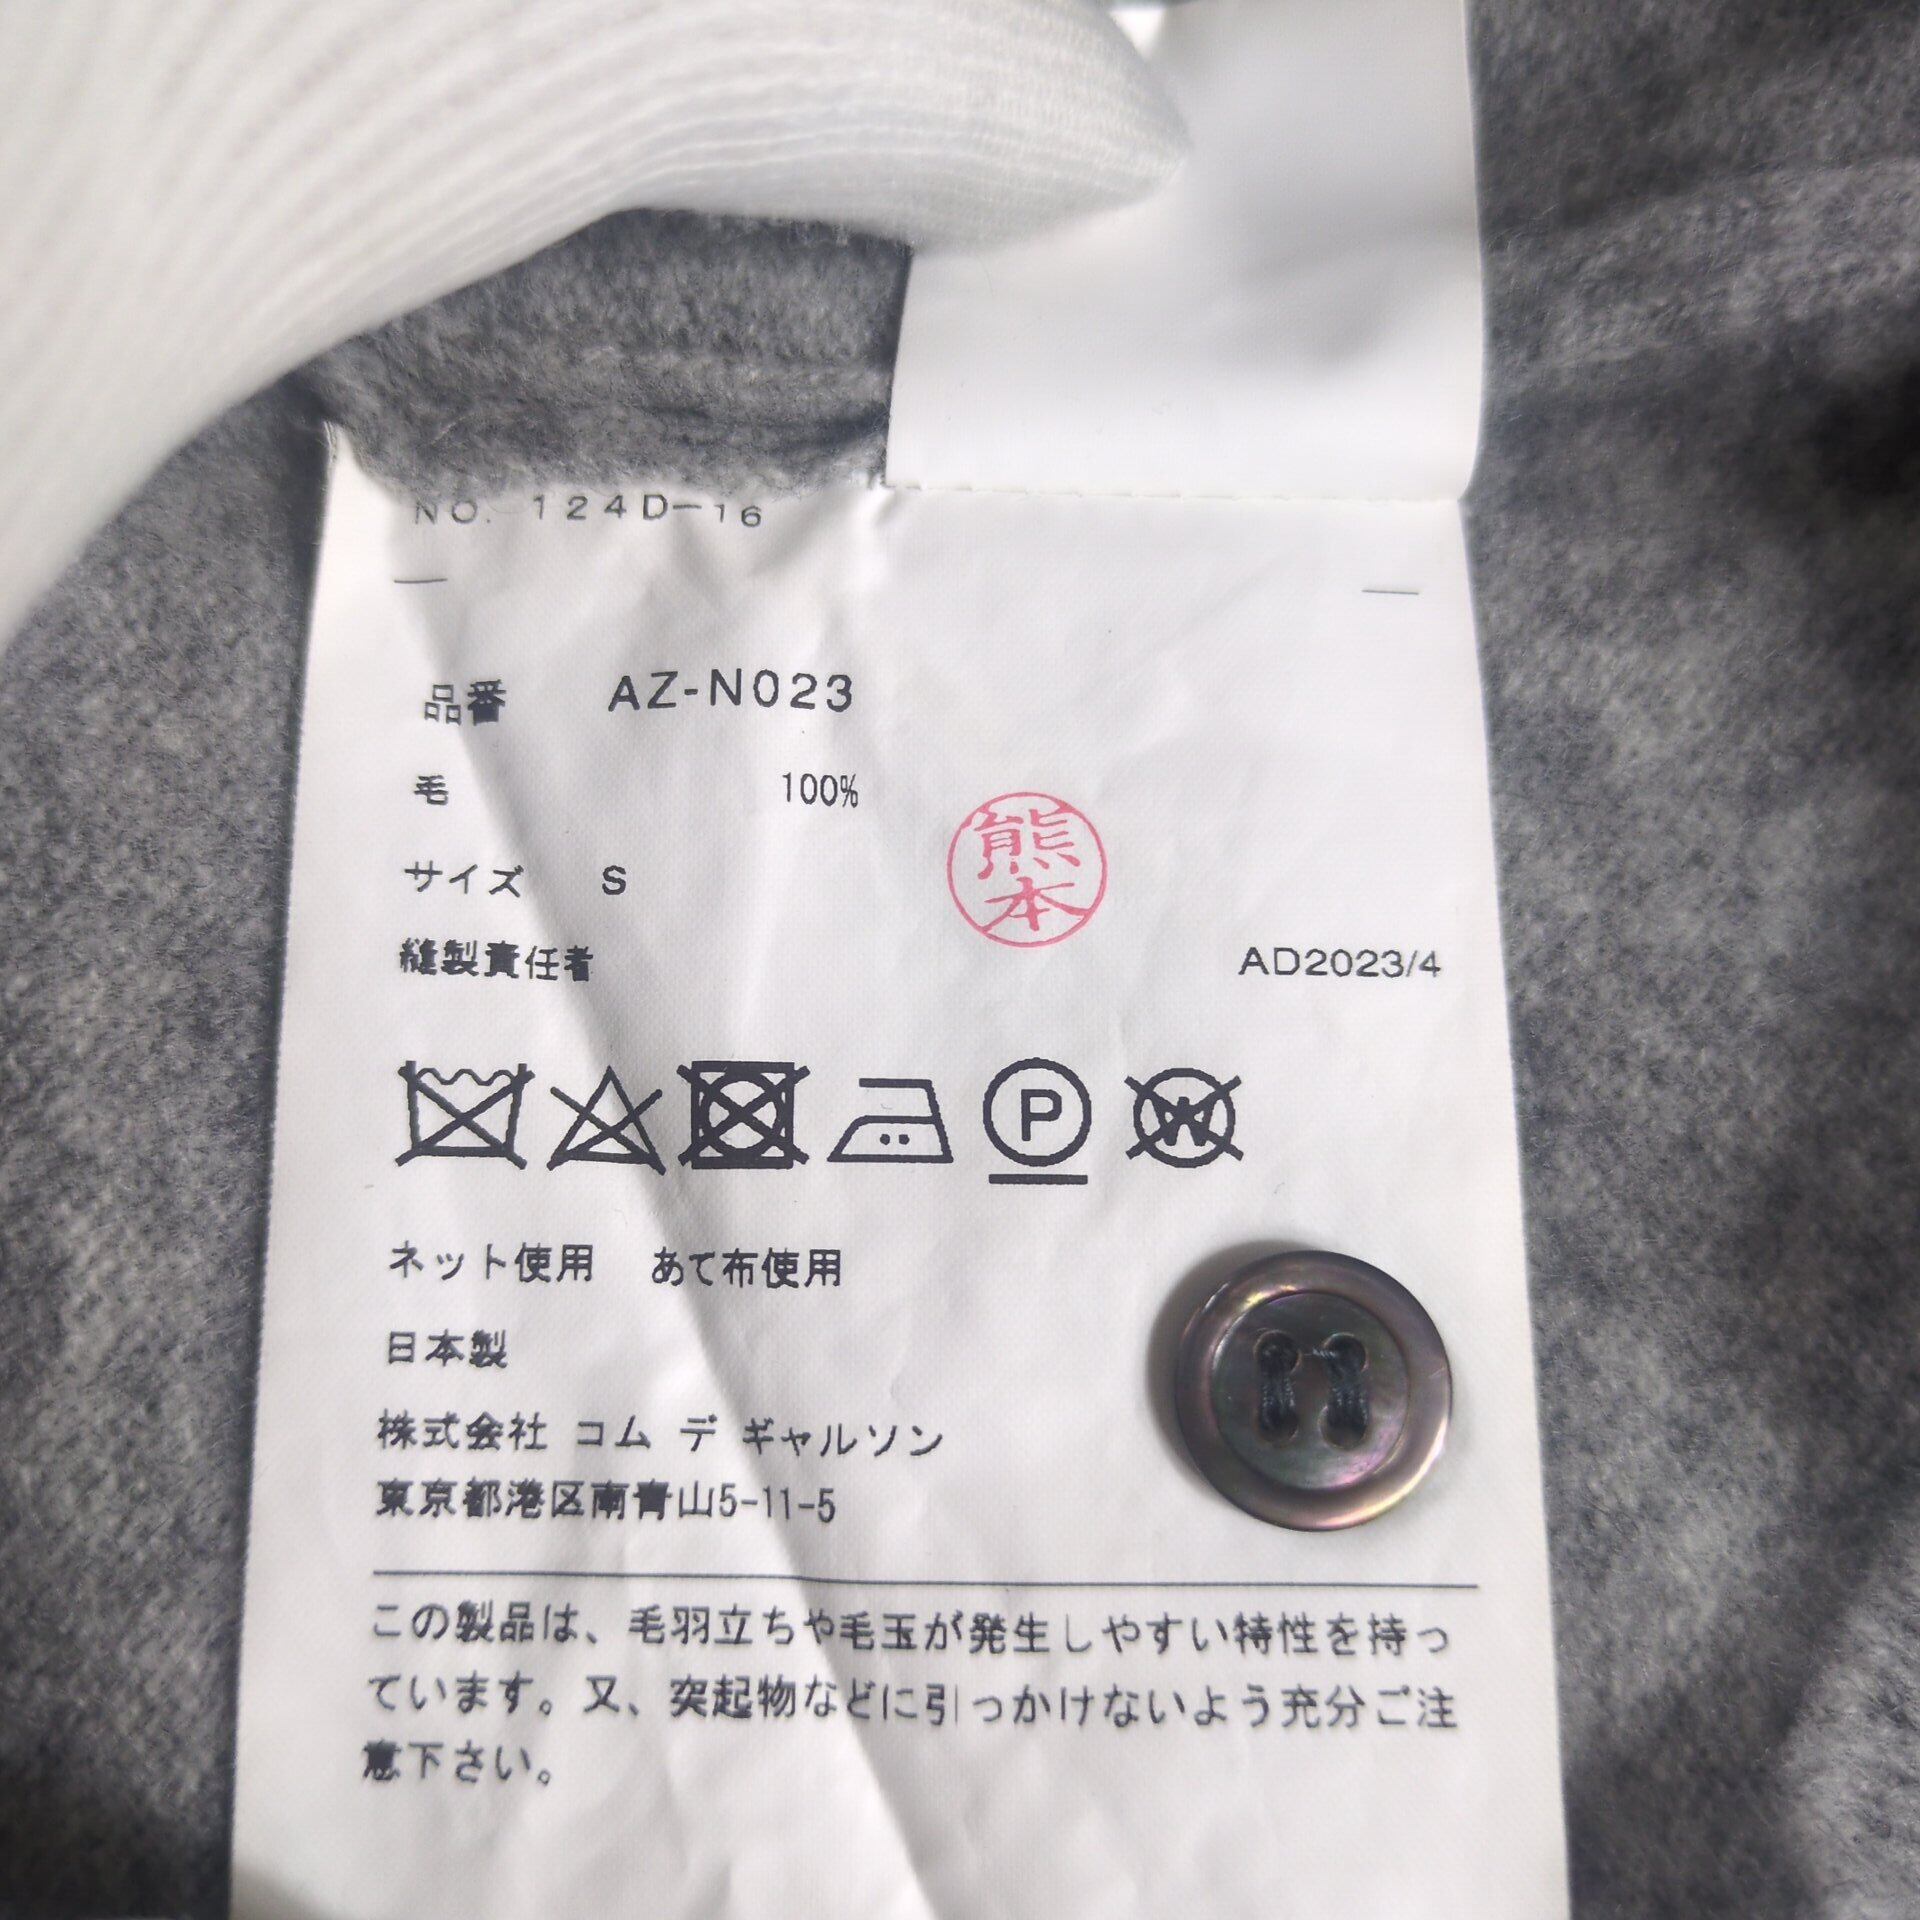 NO. 124D-16
品番 AZ-N023
毛 100%
サイズ S
熊本
縫製責任者
AD2023/4
P
W
ネット使用 あて布使用
日本製
株式会社 コム デ ギャルソン
東京都港区南青山5-11-5
この製品は、毛羽立ちや毛玉が発生しやすい特性を持っ
ています。又、突起物などに引っかけないよう充分ご注
意下さい。